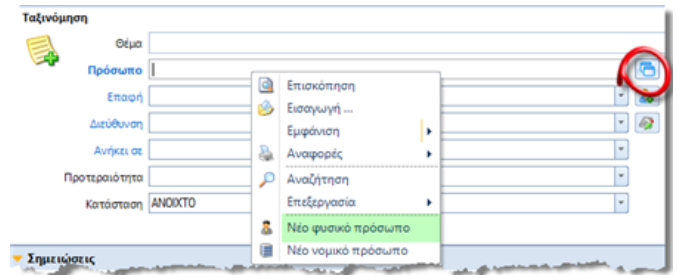 Ταξινόμηση
Θέμα
Πρόσωπο
Επαφή
Διεύθυνση
Ανήκει σε
Προτεραιότητα
Κατάσταση ΑΝΟΙΧΤΟ
Επισκόπηση
Εισαγωγή ...
Εμφάνιση
Αναφορές
Αναζήτηση
Επεξεργασία
Νέο φυσικό πρόσωπο
Νέο νομικό πρόσωπο
Σημειώσεις